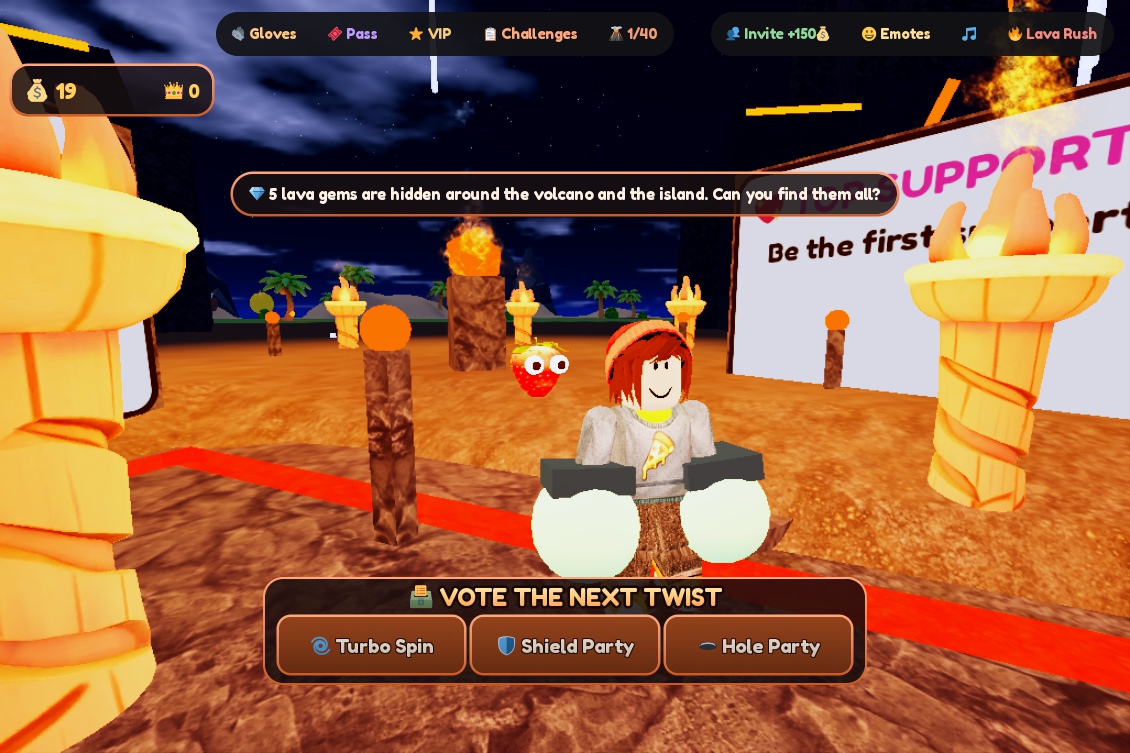 Gloves
Pass
VIP
Challenges
1/40
Invite +150
Emotes
Lava Rush
19
0
SUPPORT
5 lava gems are hidden around the volcano and the island. Can you find them all?
Be the first
VOTE THE NEXT TWIST
Turbo Spin
Shield Party
Hole Party